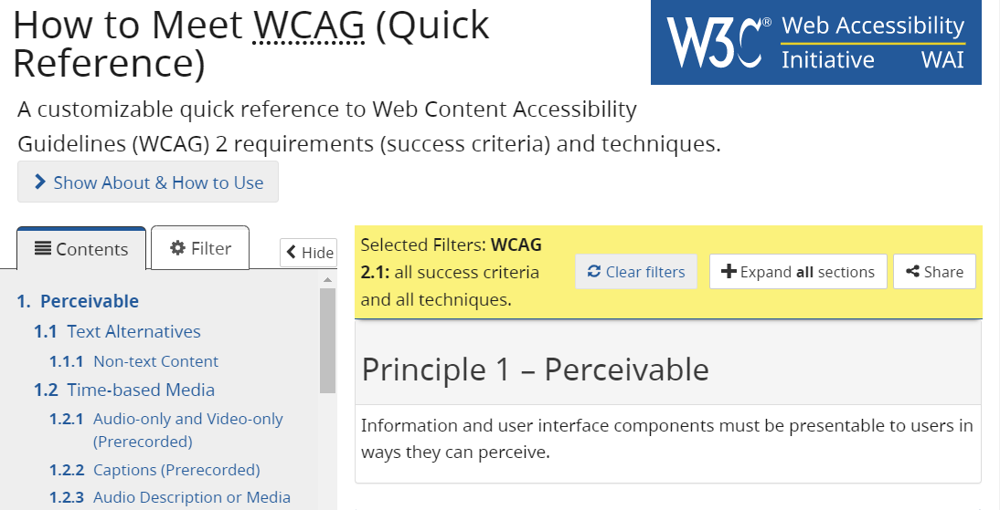 How to Meet WCAG (Quick
Reference)
W3C® Web Accessibility
Initiative WAI
A customizable quick reference to Web Content Accessibility
Guidelines (WCAG) 2 requirements (success criteria) and techniques.
Show About & How to Use
Contents
Filter
Hide
1. Perceivable
1.1 Text Alternatives
1.1.1 Non-text Content
1.2 Time-based Media
1.2.1 Audio-only and Video-only
(Prerecorded)
1.2.2 Captions (Prerecorded)
1.2.3 Audio Description or Media
Selected Filters: WCAG
2.1: all success criteria
and all techniques.
Clear filters
Expand all sections
Share
Principle 1 – Perceivable
Information and user interface components must be presentable to users in
ways they can perceive.